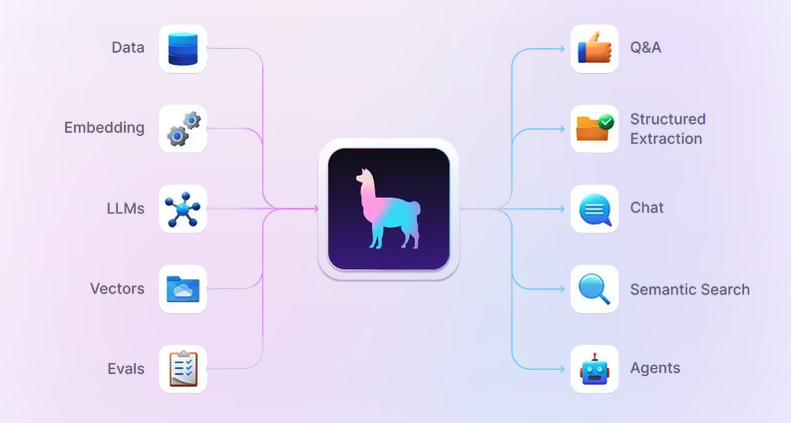 Data
Embedding
LLMs
Vectors
Evals
Q&A
Structured
Extraction
Chat
Semantic Search
Agents